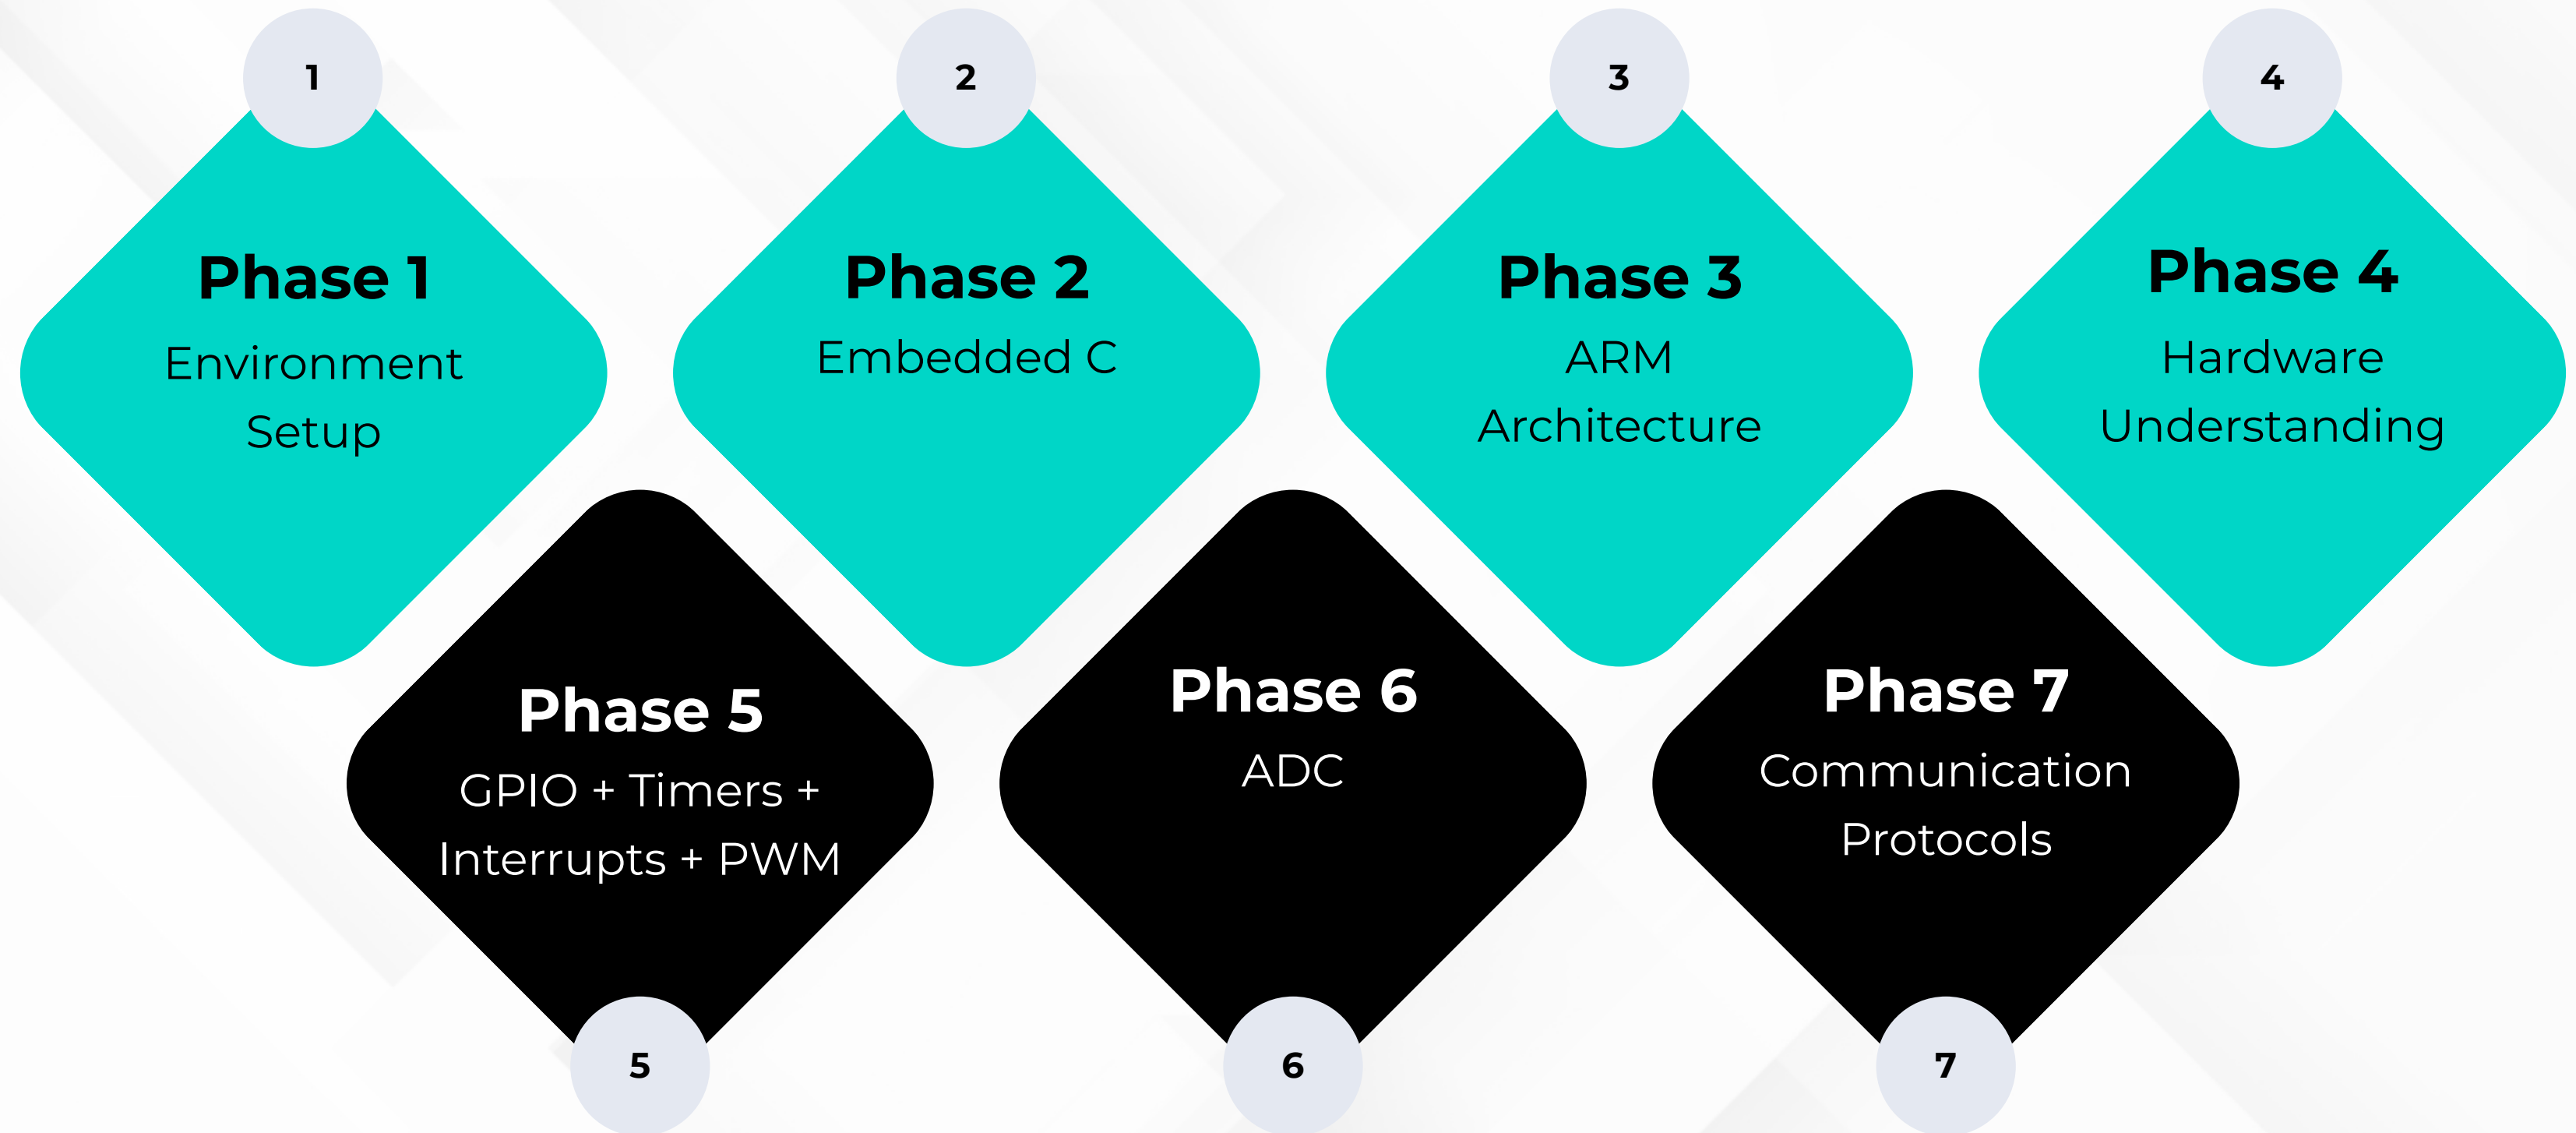 1
Phase 1
Environment
Setup
2
Phase 2
Embedded C
3
Phase 3
ARM
Architecture
4
Phase 4
Hardware
Understanding
Phase 5
GPIO + Timers +
Interrupts + PWM
5
Phase 6
ADC
6
Phase 7
Communication
Protocols
7